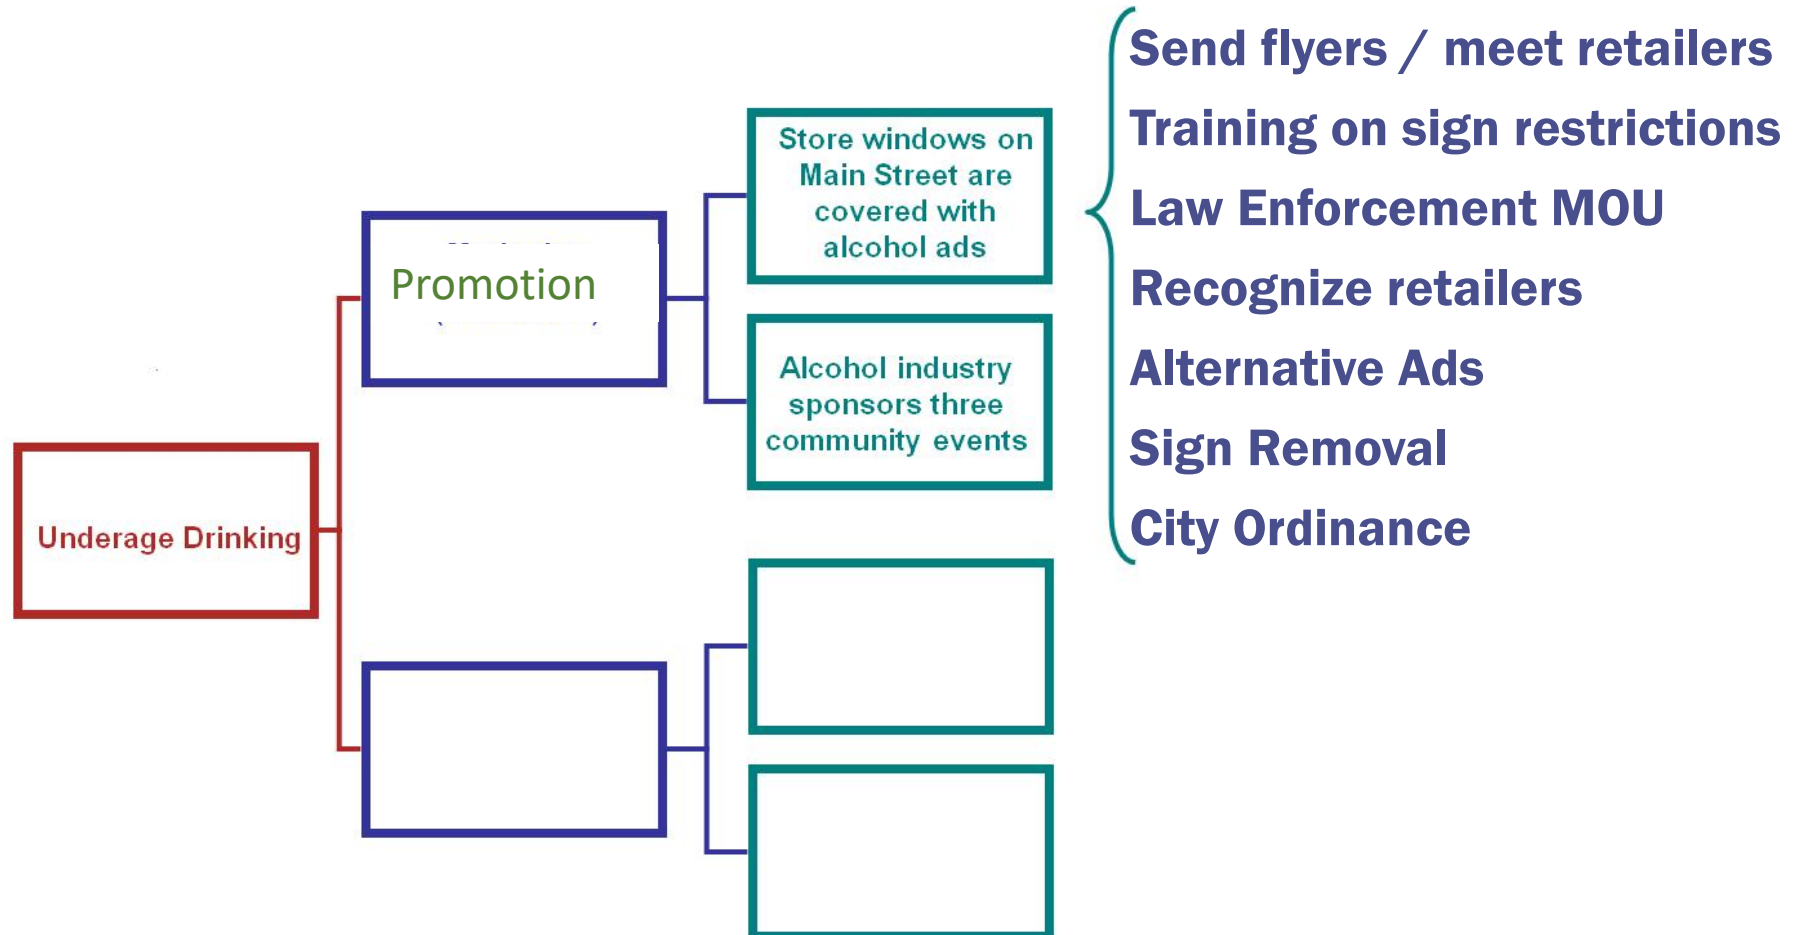 Send flyers / meet retailers
Training on sign restrictions
Law Enforcement MOU
Recognize retailers
Alternative Ads
Sign Removal
City Ordinance
Store windows on
Main Street are
covered with
alcohol ads
Promotion
Alcohol industry
sponsors three
community events
Underage Drinking